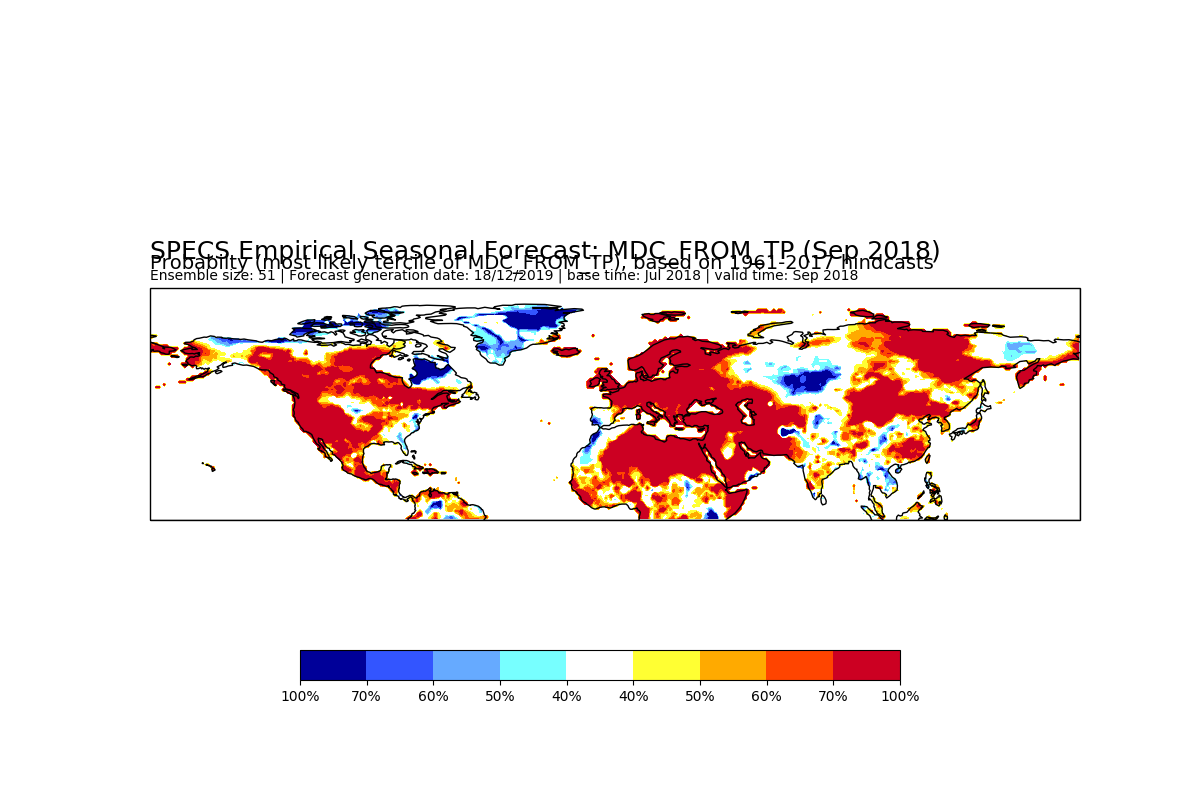 SPECS Empirical Seasonal Forecast: MDC_FROM_TP (Sep 2018)
Probabilty (most likely tercile of MDC_FROM_TP), based on 1961-2017 hindcasts
Ensemble size: 51 | Forecast generation date: 18/12/2019 | base time: Jul 2018 | valid time: Sep 2018
100% 70% 60% 50% 40% 40% 50% 60% 70% 100%